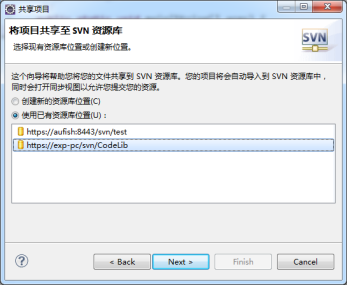 共享项目
将项目共享至 SVN 资源库
选择现有资源库位置或创建新位置。
SVN
这个向导将帮助您将您的文件共享到 SVN 资源库。您的项目将会自动导入到 SVN 资源库中，
同时会打开同步视图以允许您提交您的资源。
创建新的资源库位置(C)
使用已有资源库位置(U)：
https://aufish:8443/svn/test
https://exp-pc/svn/CodeLib
?
< Back
Next >
Finish
Cancel